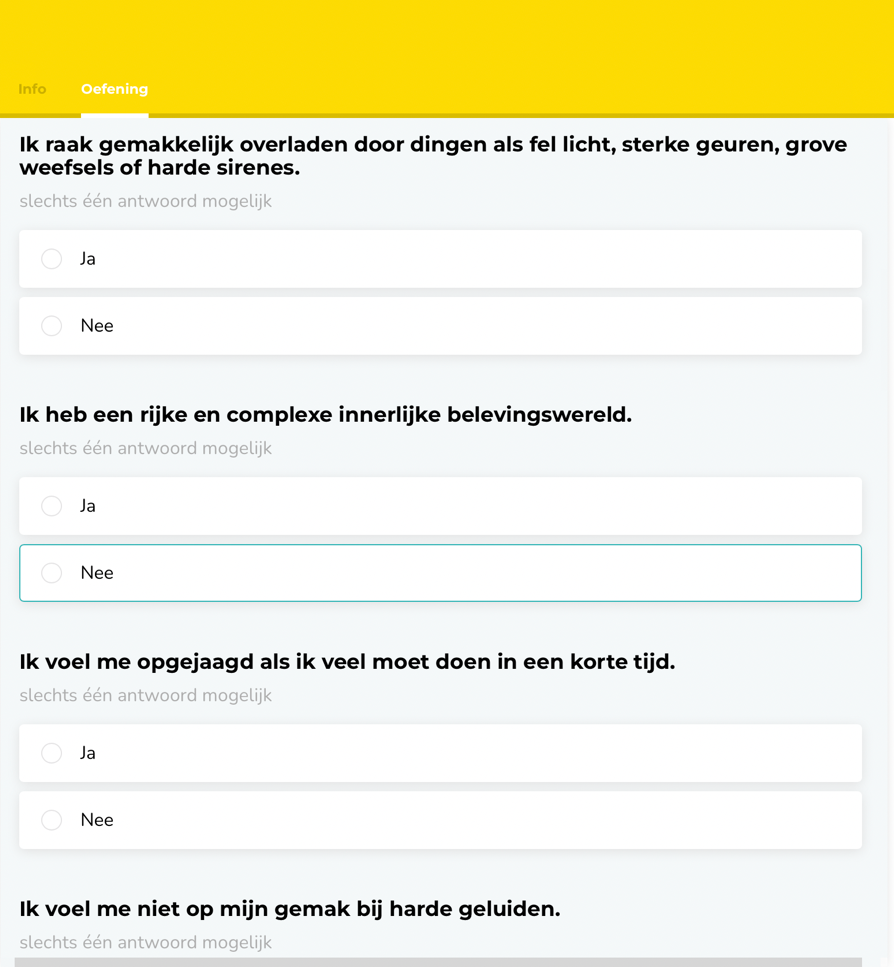 Info Oefening
Ik raak gemakkelijk overladen door dingen als fel licht, sterke geuren, grove
weefsels of harde sirenes.
slechts één antwoord mogelijk
Ja
Nee
Ik heb een rijke en complexe innerlijke belevingswereld.
slechts één antwoord mogelijk
Ja
Nee
Ik voel me opgejaagd als ik veel moet doen in een korte tijd.
slechts één antwoord mogelijk
Ja
Nee
Ik voel me niet op mijn gemak bij harde geluiden.
slechts één antwoord mogelijk